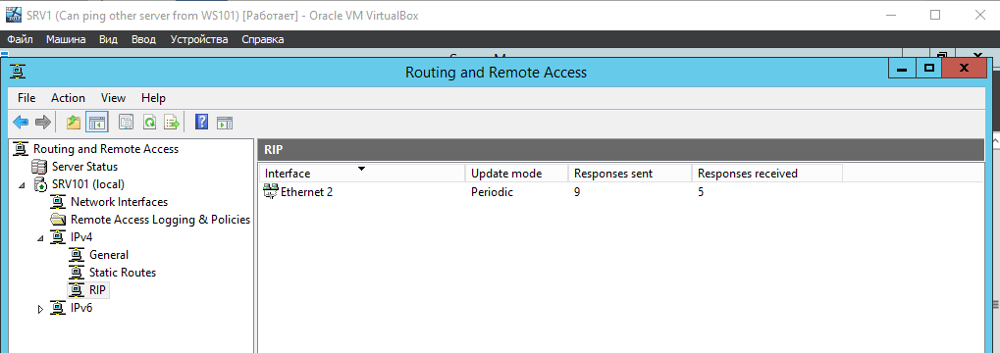 SRV1 (Can ping other server from WS101) [Работает] - Oracle VM VirtualBox
Файл Машина Вид Ввод Устройства Справка
Routing and Remote Access
File Action View Help
Routing and Remote Access
Server Status
SRV101 (local)
Network Interfaces
Remote Access Logging & Policies
IPv4
General
Static Routes
RIP
IPv6
RIP
Interface Update mode Responses sent Responses received
Ethernet 2 Periodic 9 5